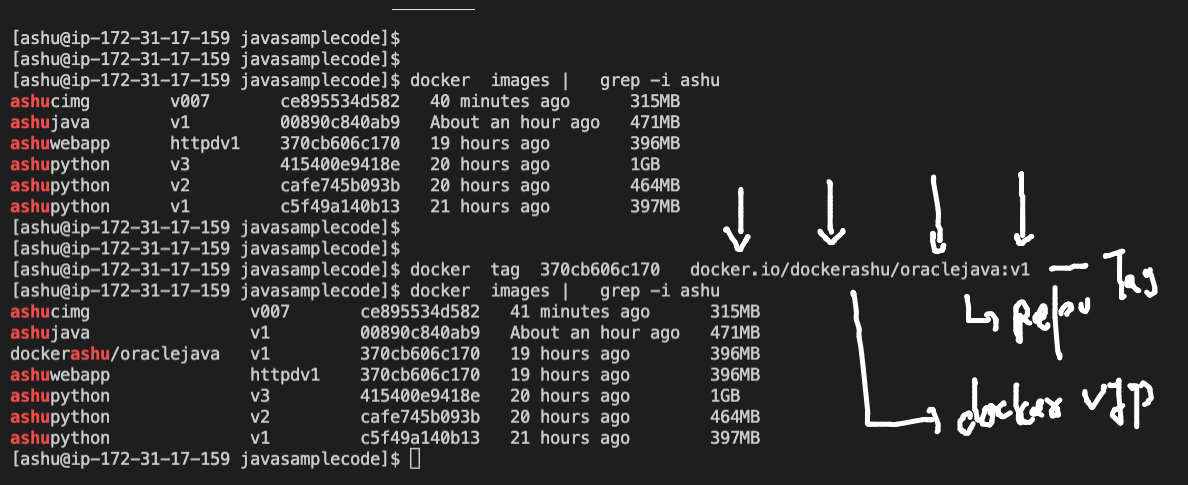 [ashu@ip-172-31-17-159 javasamplecode]$
[ashu@ip-172-31-17-159 javasamplecode]$
[ashu@ip-172-31-17-159 javasamplecode]$ docker  images |   grep -i ashu
ashucimg        v007       ce895534d582   40 minutes ago      315MB
ashujava        v1         00890c840ab9   About an hour ago   471MB
ashuwebapp      httpdv1    370cb606c170   19 hours ago        396MB
ashupython      v3         415400e9418e   20 hours ago        1GB
ashupython      v2         cafe745b093b   20 hours ago        464MB
ashupython      v1         c5f49a140b13   21 hours ago        397MB
[ashu@ip-172-31-17-159 javasamplecode]$
[ashu@ip-172-31-17-159 javasamplecode]$
[ashu@ip-172-31-17-159 javasamplecode]$ docker  tag  370cb606c170   docker.io/dockerashu/oraclejava:v1
Tag
[ashu@ip-172-31-17-159 javasamplecode]$ docker  images |   grep -i ashu
ashucimg                v007       ce895534d582   41 minutes ago      315MB
ashujava                v1         00890c840ab9   About an hour ago   471MB
dockerashu/oraclejava   v1         370cb606c170   19 hours ago        396MB
ashuwebapp              httpdv1    370cb606c170   19 hours ago        396MB
ashupython              v3         415400e9418e   20 hours ago        1GB
ashupython              v2         cafe745b093b   20 hours ago        464MB
docker
ashupython              v1         c5f49a140b13   21 hours ago        397MB
[ashu@ip-172-31-17-159 javasamplecode]$